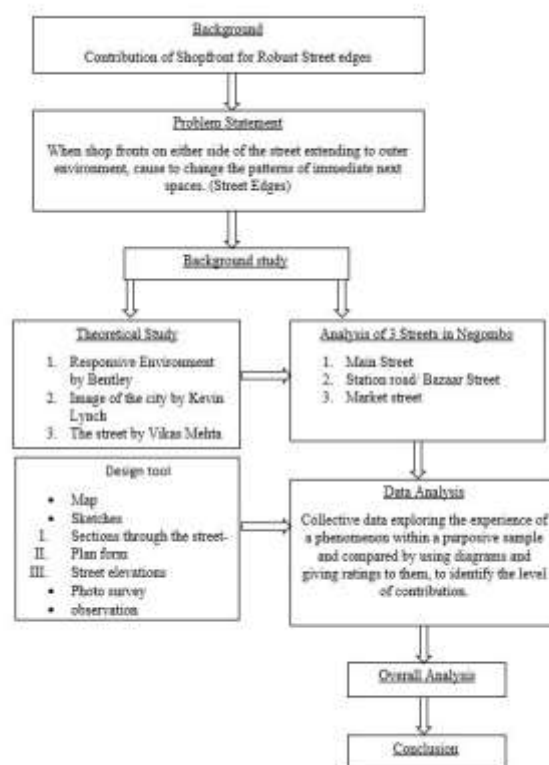 Background
Contribution of Shopfront for Robust Street edges
Problem Statement
When shop fronts on either side of the street extending to outer
environment, cause to change the patterns of immediate next
spaces. (Street Edges)
Background study
Theoretical Study
1. Responsive Environment
by Bentley
2. Image of the city by Kevin
Lynch
3. The street by Vikas Mehta
Analysis of 3 Streets in Negombo
1. Main Street
2. Station road/ Bazaar Street
3. Market street
Design tool
• Map
• Sketches
I. Sections through the street-
II. Plan form
III. Street elevations
• Photo survey
• observation
Data Analysis
Collective data exploring the experience of
a phenomenon within a purposive sample
and compared by using diagrams and
giving ratings to them, to identify the level
of contribution.
Overall Analysis
Conclusion